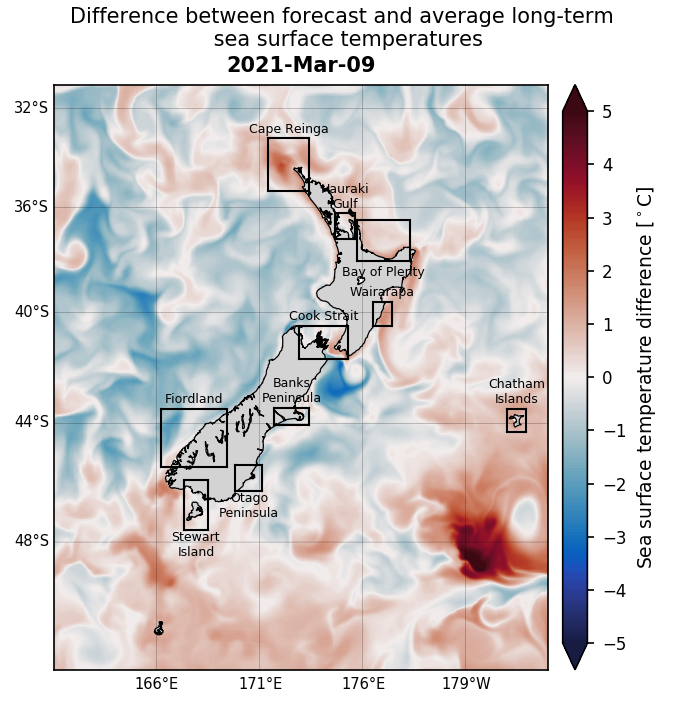 Difference between forecast and average long-term
sea surface temperatures
2021-Mar-09
32°S
36°S
40°S
44°S
48°S
166°E
171°E
176°E
179°W
Cape Reinga
Hauraki
Gulf
Bay of Plenty
Wairarapa
Cook Strait
Banks
Peninsula
Fiordland
Chatham
Islands
Otago
Peninsula
Stewart
Island
5
4
3
2
1
0
−1
−2
−3
−4
−5
Sea surface temperature difference [°C]